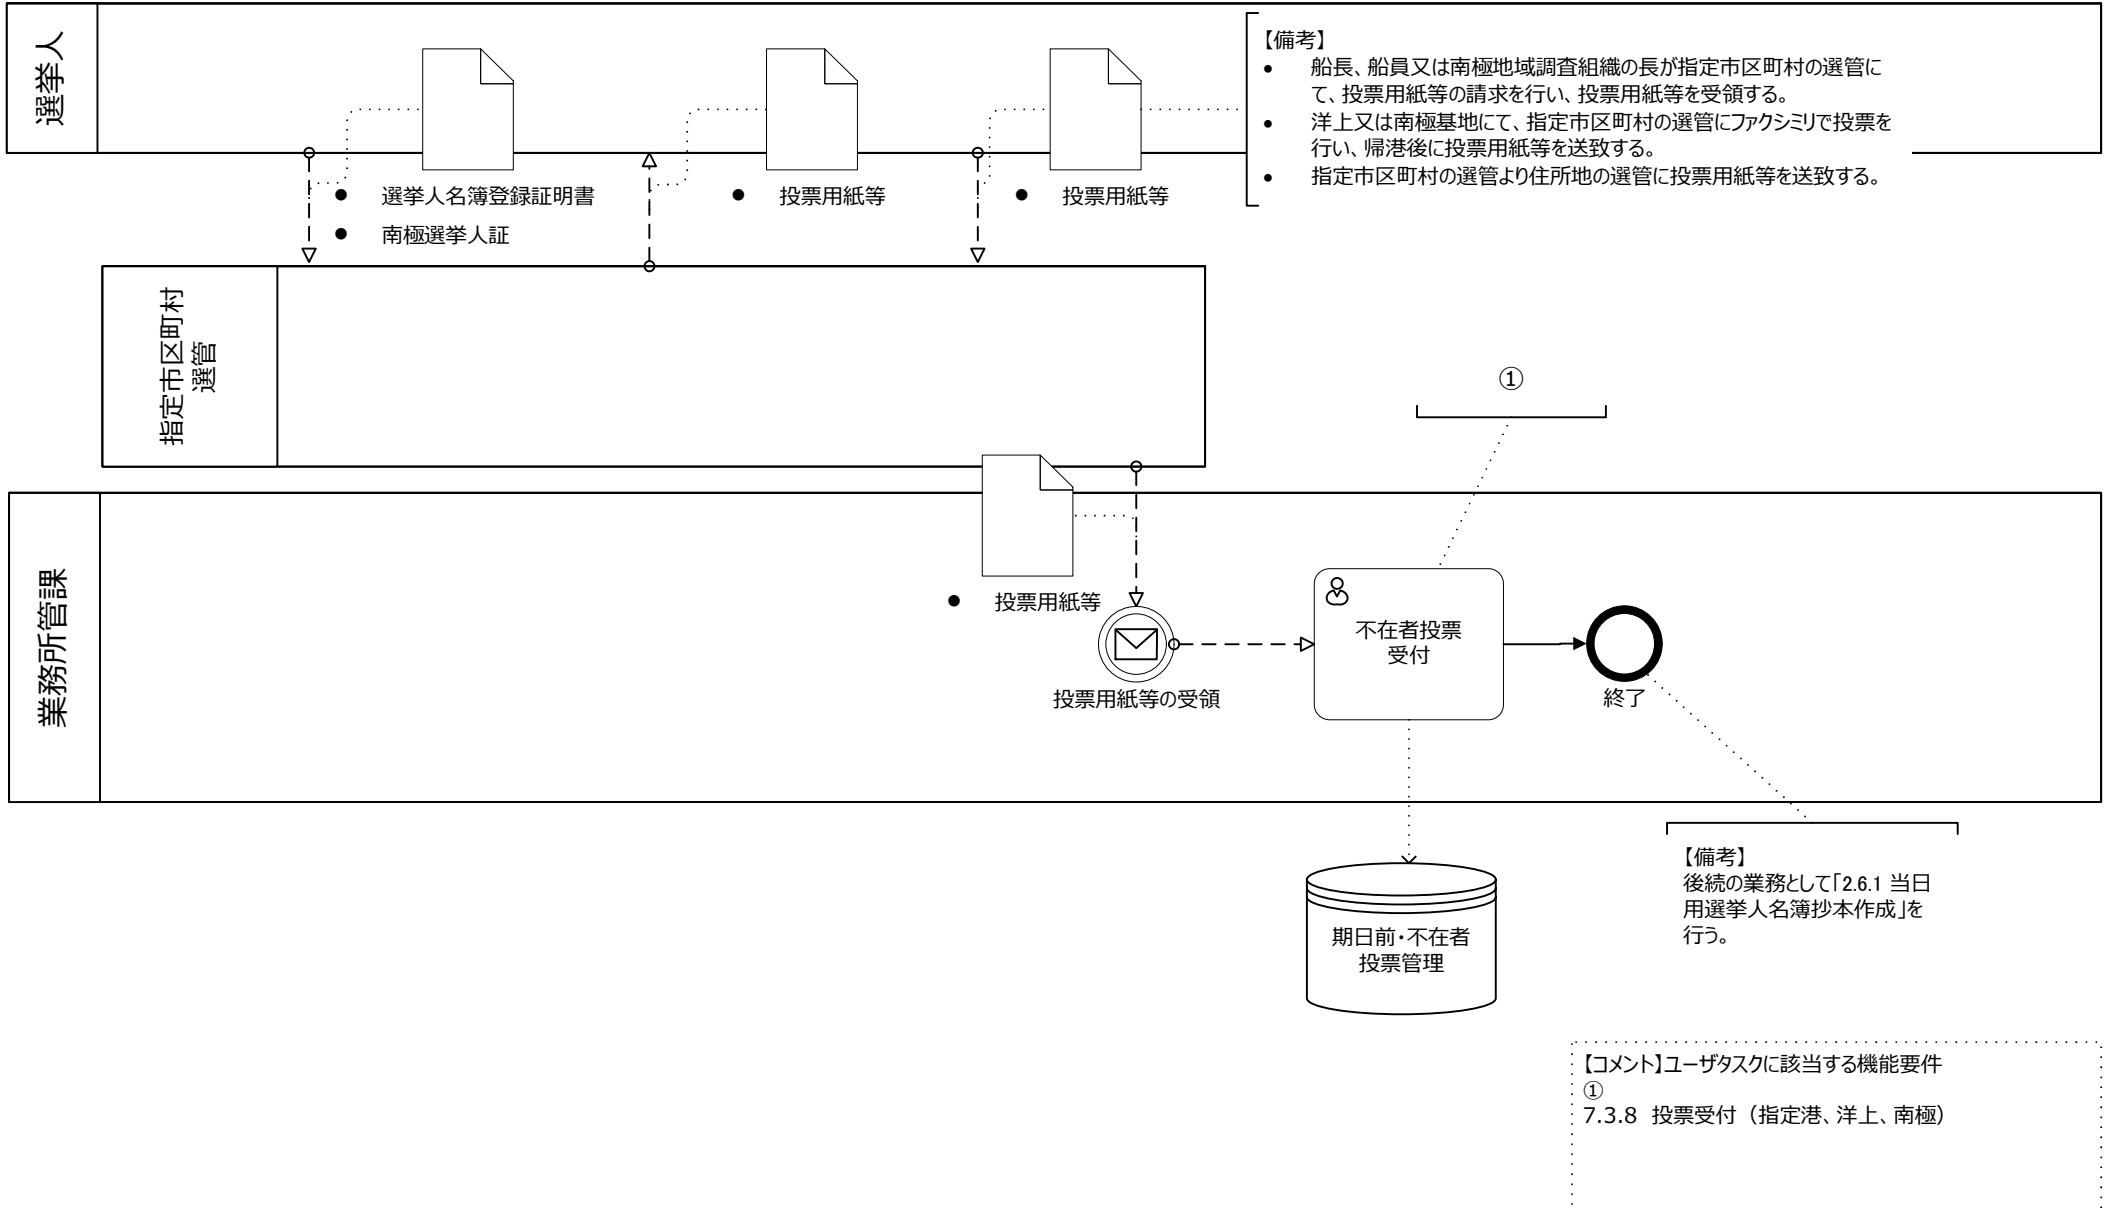 選挙人
【備考】
• 船長、船員又は南極地域調査組織の長が指定市区町村の選管に
て、投票用紙等の請求を行い、投票用紙等を受領する。
• 洋上又は南極基地にて、指定市区町村の選管にファクシミリで投票を
行い、帰港後に投票用紙等を送致する。
• 指定市区町村の選管より住所地の選管に投票用紙等を送致する。
● 選挙人名簿登録証明書
● 南極選挙人証
● 投票用紙等
● 投票用紙等
指定市区町村
選管
①
業務所管課
● 投票用紙等
投票用紙等の受領
不在者投票
受付
終了
期日前・不在者
投票管理
【備考】
後続の業務として「2.6.1 当日
用選挙人名簿抄本作成」を
行う。
【コメント】ユーザタスクに該当する機能要件
①
7.3.8 投票受付（指定港、洋上、南極）